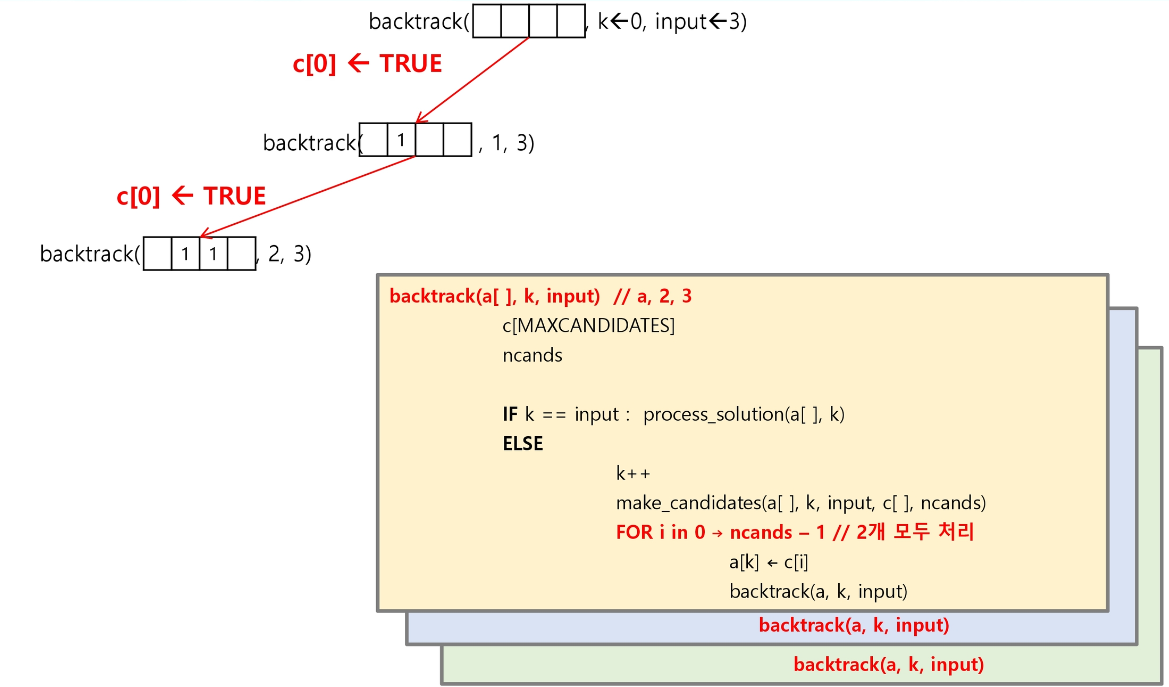 backtrack( , k←0, input←3)
c[0] ← TRUE
backtrack( 1 , 1, 3)
c[0] ← TRUE
backtrack( 1 1 , 2, 3)
backtrack(a[ ], k, input) // a, 2, 3
c[MAXCANDIDATES]
ncands
IF k == input : process_solution(a[ ], k)
ELSE
k++
make_candidates(a[ ], k, input, c[ ], ncands)
FOR i in 0 → ncands – 1 // 2개 모두 처리
a[k] ← c[i]
backtrack(a, k, input)
backtrack(a, k, input)
backtrack(a, k, input)